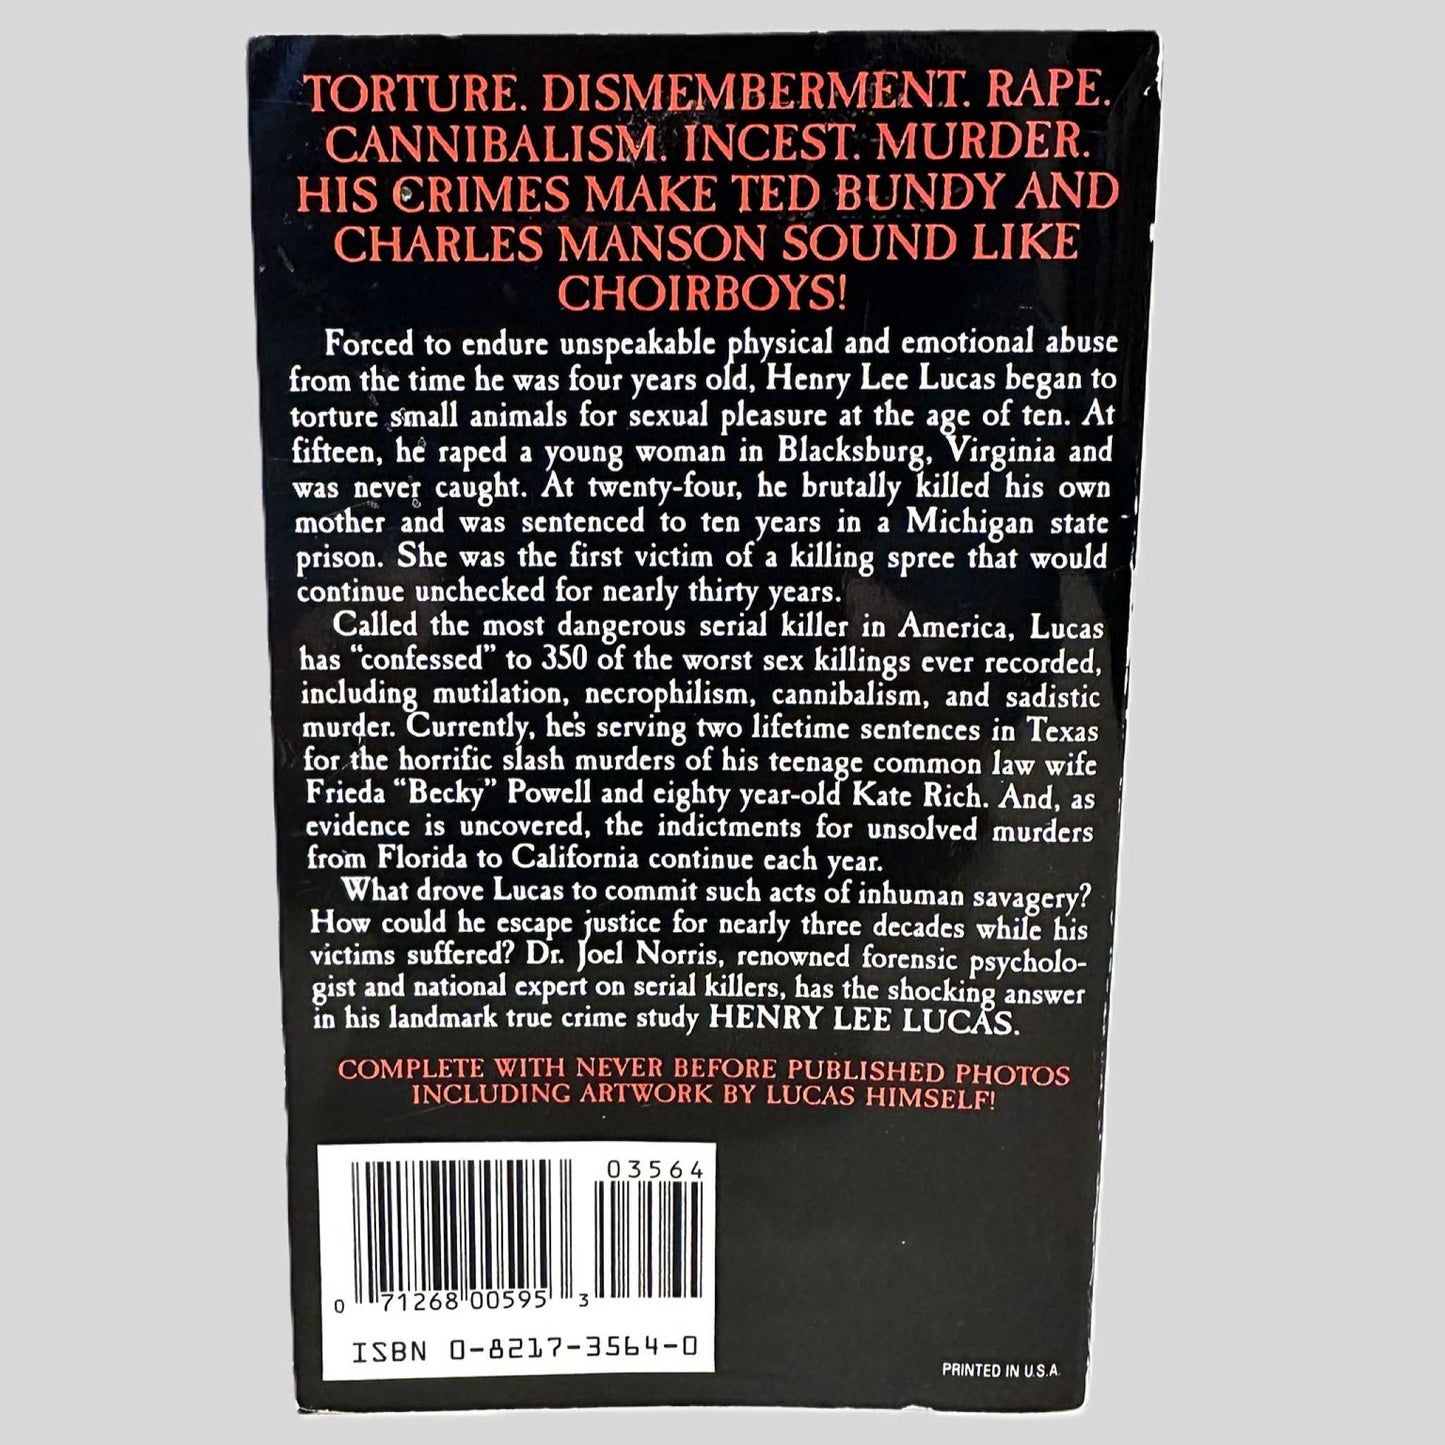 TORTURE. DISMEMBERMENT. RAPE.
CANNIBALISM. INCEST. MURDER.
HIS CRIMES MAKE TED BUNDY AND
CHARLES MANSON SOUND LIKE
CHOIRBOYS!
Forced to endure unspeakable physical and emotional abuse
from the time he was four years old, Henry Lee Lucas began to
torture small animals for sexual pleasure at the age of ten. At
fifteen, he raped a young woman in Blacksburg, Virginia and
was never caught. At twenty-four, he brutally killed his own
mother and was sentenced to ten years in a Michigan state
prison. She was the first victim of a killing spree that would
continue unchecked for nearly thirty years.
Called the most dangerous serial killer in America, Lucas
has "confessed" to 350 of the worst sex killings ever recorded,
including mutilation, necrophilism, cannibalism, and sadistic
murder. Currently, he's serving two lifetime sentences in Texas
for the horrific slash murders of his teenage common law wife
Frieda "Becky" Powell and eighty year-old Kate Rich. And, as
evidence is uncovered, the indictments for unsolved murders
from Florida to California continue each year.
What drove Lucas to commit such acts of inhuman savagery?
How could he escape justice for nearly three decades while his
victims suffered? Dr. Joel Norris, renowned forensic psycholo-
gist and national expert on serial killers, has the shocking answer
in his landmark true crime study HENRY LEE LUCAS.
COMPLETE WITH NEVER BEFORE PUBLISHED PHOTOS
INCLUDING ARTWORK BY LUCAS HIMSELF!
03564
0 71268 00595 3
ISBN 0-8217-3564-0
PRINTED IN U.S.A.